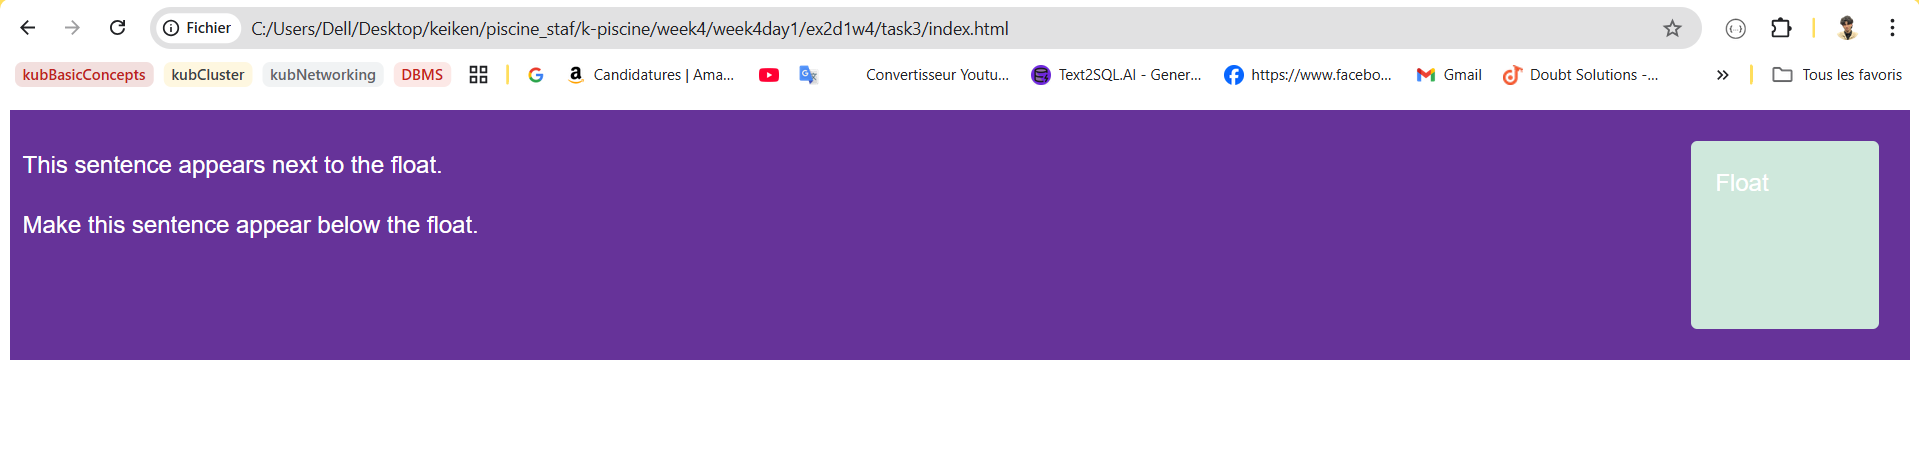 Fichier C:/Users/Dell/Desktop/keiken/piscine_staf/k-piscine/week4/week4day1/ex2d1w4/task3/index.html
kubBasicConcepts kubCluster kubNetworking DBMS Candidatures | Ama... Convertisseur Youtu... Text2SQL.AI - Gener... https://www.facebo... Gmail Doubt Solutions -... » Tous les favoris
This sentence appears next to the float.
Float
Make this sentence appear below the float.